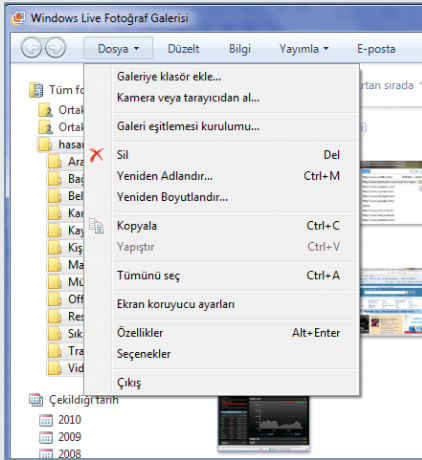 Windows Live Fotoğraf Galerisi
Dosya Düzelt Bilgi Yayımla E-posta
Galeriye klasör ekle...
Kamera veya tarayıcıdan al...
Galeri eşitlemesi kurulumu...
Sil Del
Yeniden Adlandır... Ctrl+M
Yeniden Boyutlandır...
Kopyala Ctrl+C
Yapıştır Ctrl+V
Tümünü seç Ctrl+A
Ekran koruyucu ayarları
Özellikler Alt+Enter
Seçenekler
Çıkış
Tüm fo
Ortak
Ortak
hasan
Ara
Bağ
Bel
Kar
Kay
Kiş
Ma
Mü
Off
Res
Sık
Tra
Vid
Çekildiği tarih
2010
2009
2008
rtan sırada